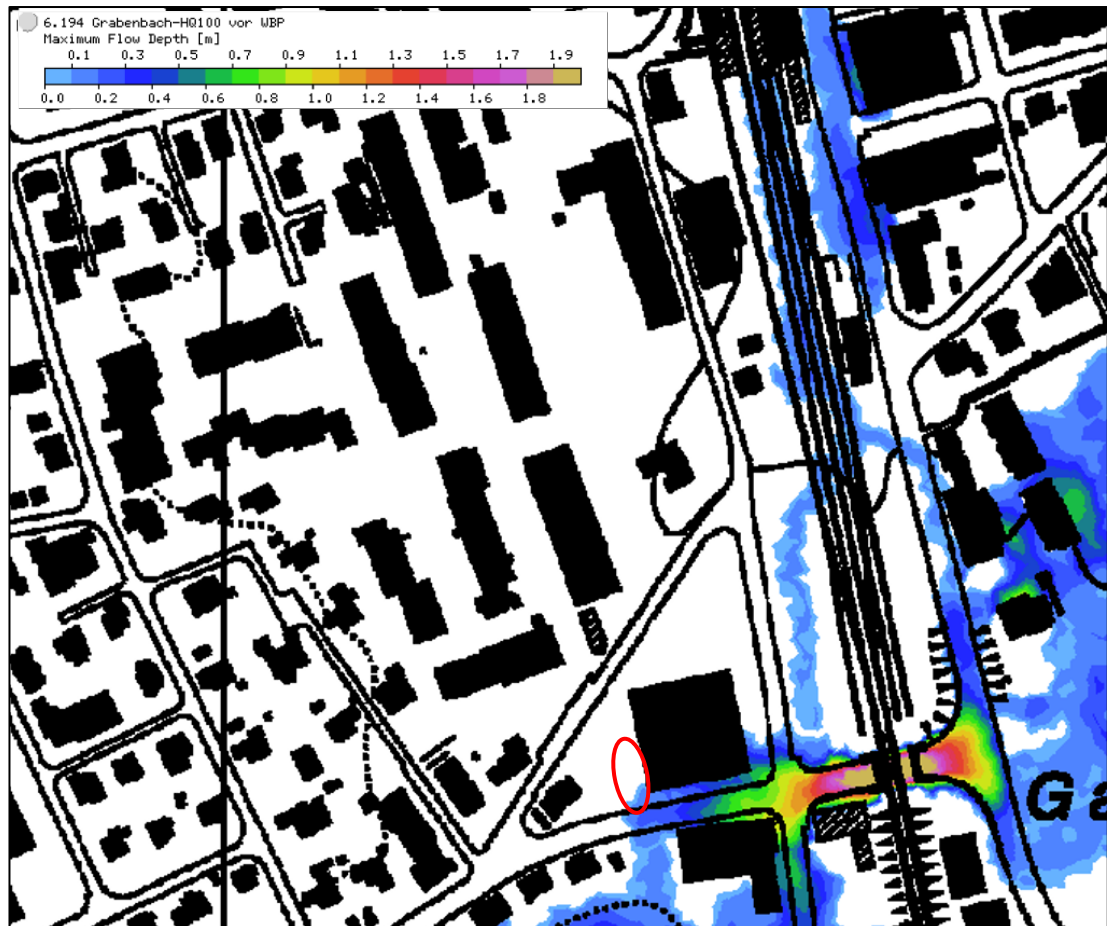 6.194 Grabenbach-HQ100 vor WBP
Maximum Flow Depth [m]
0.1 0.3 0.5 0.7 0.9 1.1 1.3 1.5 1.7 1.9
0.0 0.2 0.4 0.6 0.8 1.0 1.2 1.4 1.6 1.8
Ga